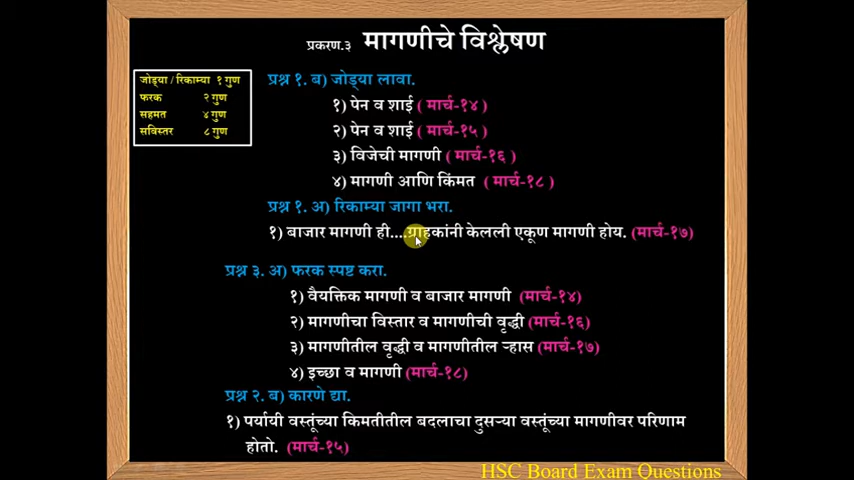 प्रकरण.३ मागणीचे विश्लेषण
जोड्या / रिकाम्या १ गुण
फरक २ गुण
सहमत ४ गुण
सविस्तर ८ गुण
प्रश्न १. ब) जोड्या लावा.
१) पेन व शाई ( मार्च-१४ )
२) पेन व शाई ( मार्च-१५ )
३) विजेची मागणी ( मार्च-१६ )
४) मागणी आणि किंमत ( मार्च-१८ )
प्रश्न १. अ) रिकाम्या जागा भरा.
१) बाजार मागणी ही....ग्राहकांनी केलली एकूण मागणी होय. (मार्च-१७)
प्रश्न ३. अ) फरक स्पष्ट करा.
१) वैयक्तिक मागणी व बाजार मागणी (मार्च-१४)
२) मागणीचा विस्तार व मागणीची वृद्धी (मार्च-१६)
३) मागणीतील वृद्धी व मागणीतील ऱ्हास (मार्च-१७)
४) इच्छा व मागणी (मार्च-१८)
प्रश्न २. ब) कारणे द्या.
१) पर्यायी वस्तूंच्या किमतीतील बदलाचा दुसऱ्या वस्तूंच्या मागणीवर परिणाम
होतो. (मार्च-१५)
HSC Board Exam Questions